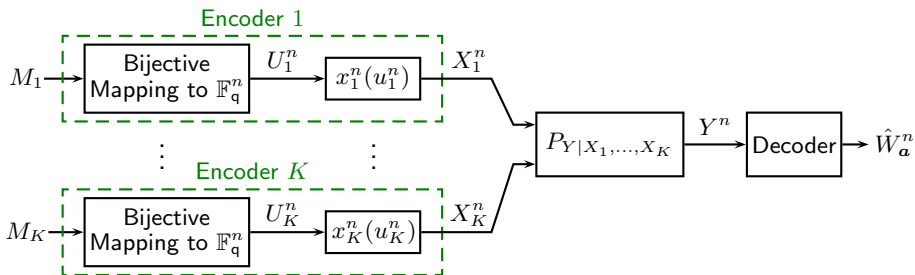 Encoder 1
M_1
Bijective
Mapping to 𝔽_q^n
U_1^n
x_1^n(u_1^n)
X_1^n
⋮ ⋮
P_{Y|X_1,...,X_K}
Y^n
Decoder
Ŵ_a^n
Encoder K
M_K
Bijective
Mapping to 𝔽_q^n
U_K^n
x_K^n(u_K^n)
X_K^n